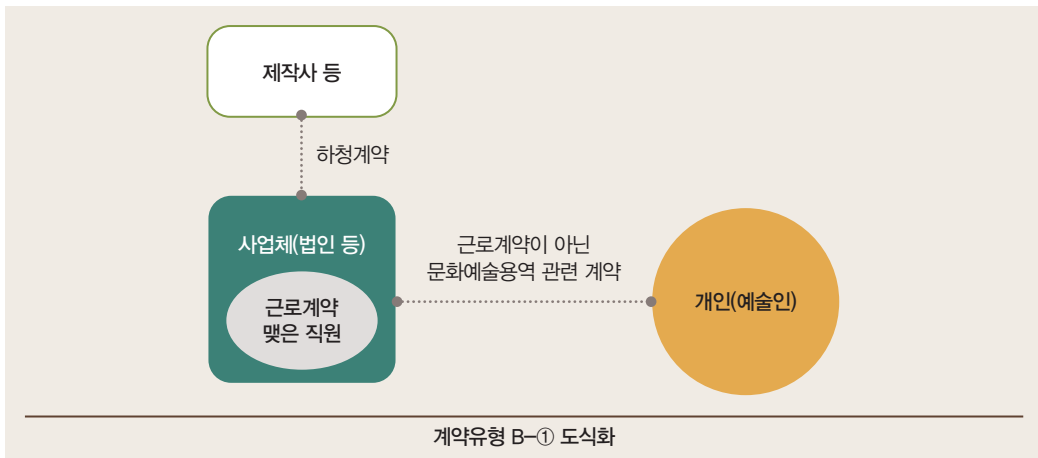 제작사 등
하청계약
사업체(법인 등)
근로계약
맺은 직원
근로계약이 아닌
문화예술용역 관련 계약
개인(예술인)
계약유형 B-① 도식화